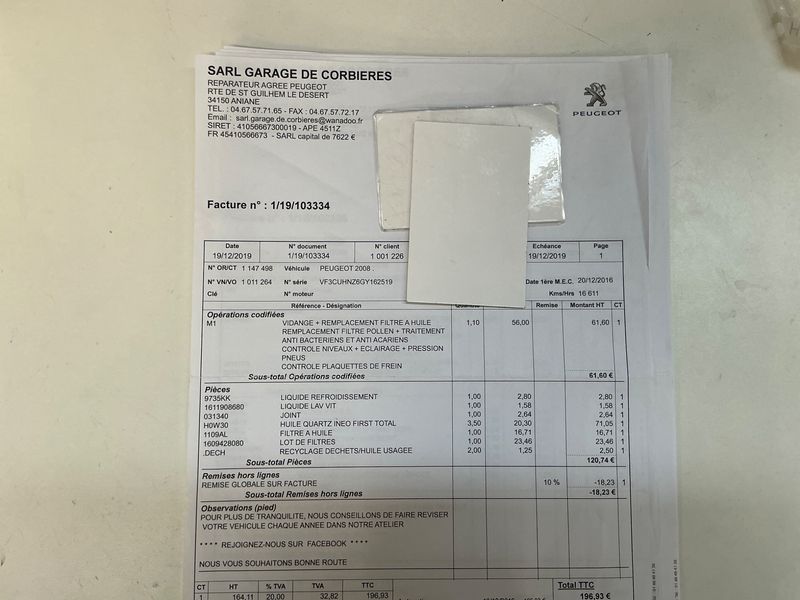 SARL GARAGE DE CORBIERES
REPARATEUR AGREE PEUGEOT
RTE DE ST GUILHEM LE DESERT
34150 ANIANE
TEL. : 04.67.57.71.65 - FAX : 04.67.57.72.17
Email : sarl.garage.de.corbieres@wanadoo.fr
SIRET : 41056667300019 - APE 4511Z
FR 45410566673 - SARL capital de 7622 €
PEUGEOT
Facture n° : 1/19/103334
Date N° document N° client Echéance Page
19/12/2019 1/19/103334 1 001 226 19/12/2019 1
N° OR/CT 1 147 498 Véhicule PEUGEOT 2008 .
N° VN/VO 1 011 264 N° série VF3CUHNZ6GY162519 Date 1ère M.E.C. 20/12/2016
Clé N° moteur Kms/Hrs 16 611
Référence - Désignation Remise Montant HT CT
Opérations codifiées
M1 VIDANGE + REMPLACEMENT FILTRE A HUILE 1,10 56,00 61,60 1
REMPLACEMENT FILTRE POLLEN + TRAITEMENT
ANTI BACTERIENS ET ANTI ACARIENS
CONTROLE NIVEAUX + ECLAIRAGE + PRESSION
PNEUS
CONTROLE PLAQUETTES DE FREIN
Sous-total Opérations codifiées 61,60 €
Pièces
9735KK LIQUIDE REFROIDISSEMENT 1,00 2,80 2,80 1
1611908680 LIQUIDE LAV VIT 1,00 1,58 1,58 1
031340 JOINT 1,00 2,64 2,64 1
H0W30 HUILE QUARTZ INEO FIRST TOTAL 3,50 20,30 71,05 1
1109AL FILTRE A HUILE 1,00 16,71 16,71 1
1609428080 LOT DE FILTRES 1,00 23,46 23,46 1
.DECH RECYCLAGE DECHETS/HUILE USAGEE 2,00 1,25 2,50 1
Sous-total Pièces 120,74 €
Remises hors lignes
REMISE GLOBALE SUR FACTURE 10 % -18,23 1
Sous-total Remises hors lignes -18,23 €
Observations (pied)
POUR PLUS DE TRANQUILITE, NOUS CONSEILLONS DE FAIRE REVISER
VOTRE VEHICULE CHAQUE ANNEE DANS NOTRE ATELIER
* * * * REJOIGNEZ-NOUS SUR FACEBOOK * * * *
NOUS VOUS SOUHAITONS BONNE ROUTE
CT HT % TVA TVA TTC Total TTC
1 164,11 20,00 32,82 196,93 196,93 €